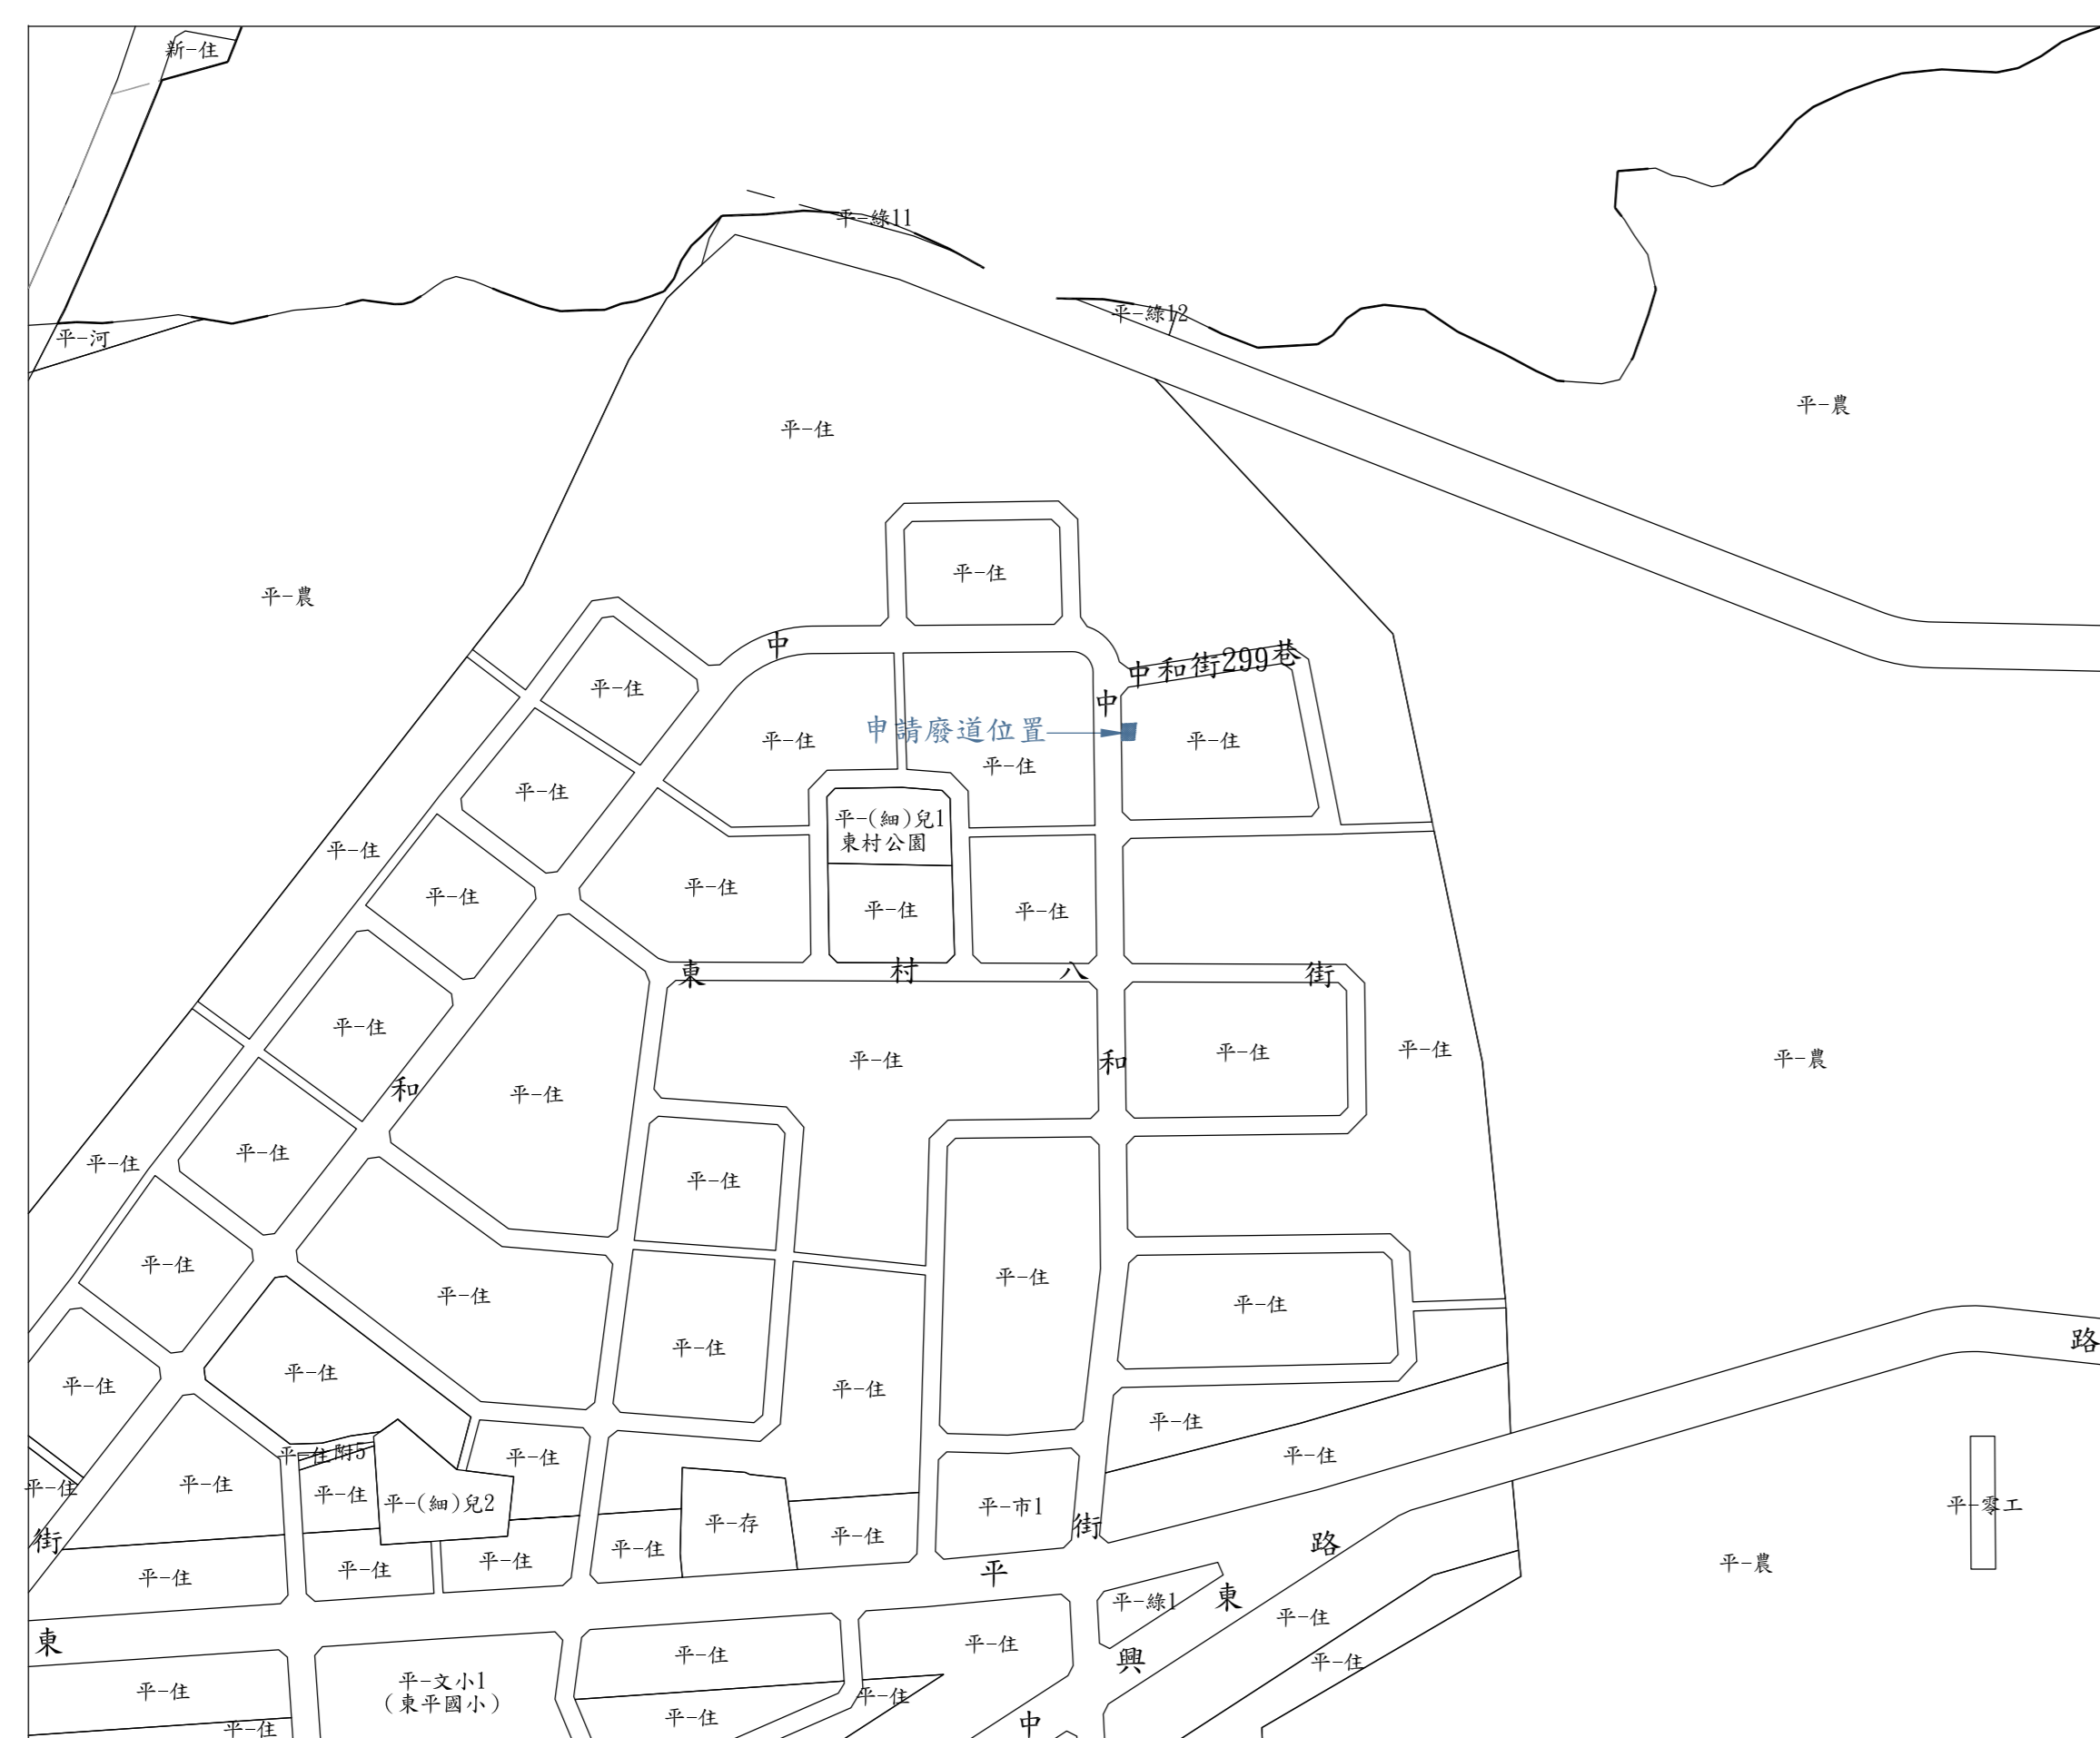 新-住
平-綠11
平-綠12
平-河
平-農
平-住
平-住
平-農
中
中和街299巷
平-住
中
申請廢道位置
平-住
平-住
平-住
平-住
平-(細)兒1
東村公園
平-住
平-住
平-住
平-住
平-住
平-住
東
村
八
街
平-住
平-住
平-住
平-住
平-農
和
和
平-住
平-住
平-住
平-住
平-住
平-住
平-住
平-住
平-住
路
平-住
平-住
平-住
平-住
平-住
平-住
平-住
附5
平-住
平-住
平-住
平-住
平-住
平-(細)兒2
平-市1
平-零工
平-存
街
街
平-住
平-住
路
平-住
平-住
平-住
平-農
平
平-綠1
東
平-住
東
平-住
平-住
興
平-住
平-文小1
(東平國小)
平-住
平-住
平-住
中
平-住